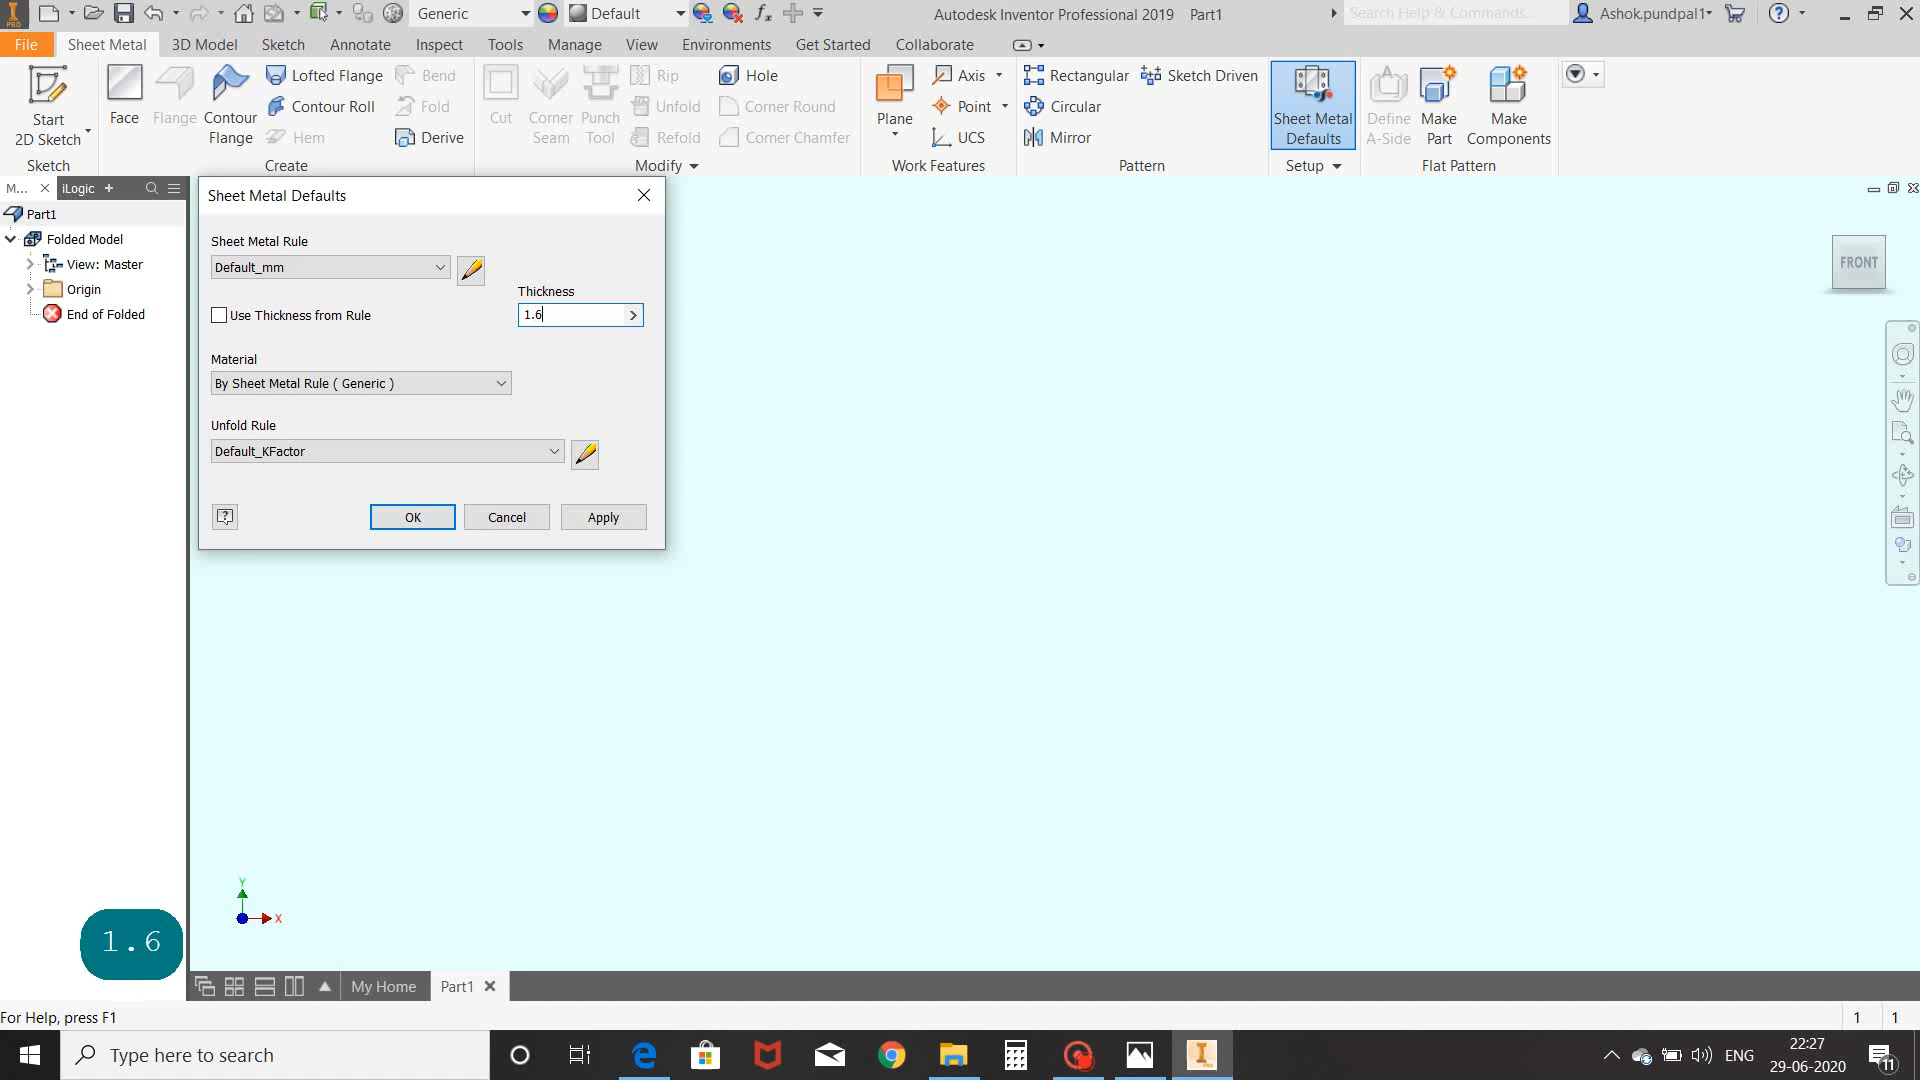 Generic
Default
Autodesk Inventor Professional 2019 Part1
Search Help & Commands...
Ashok.pundpal1
PRO
File
Sheet Metal
3D Model
Sketch
Annotate
Inspect
Tools
Manage
View
Environments
Get Started
Collaborate
Start
2D Sketch
Sketch
Face
Flange
Contour
Flange
Lofted Flange
Contour Roll
Hem
Bend
Fold
Derive
Create
Cut
Corner
Seam
Punch
Tool
Rip
Unfold
Refold
Hole
Corner Round
Corner Chamfer
Modify
Plane
Axis
Point
UCS
Work Features
Rectangular
Circular
Mirror
Sketch Driven
Pattern
Sheet Metal
Defaults
Setup
Define
A-Side
Make
Part
Make
Components
Flat Pattern
M...
iLogic
Part1
Folded Model
View: Master
Origin
End of Folded
Sheet Metal Defaults
Sheet Metal Rule
Default_mm
Thickness
Use Thickness from Rule
1.6
Material
By Sheet Metal Rule ( Generic )
Unfold Rule
Default_KFactor
OK
Cancel
Apply
FRONT
Y
X
1.6
My Home
Part1
For Help, press F1
1
1
Type here to search
ENG
22:27
29-06-2020
11